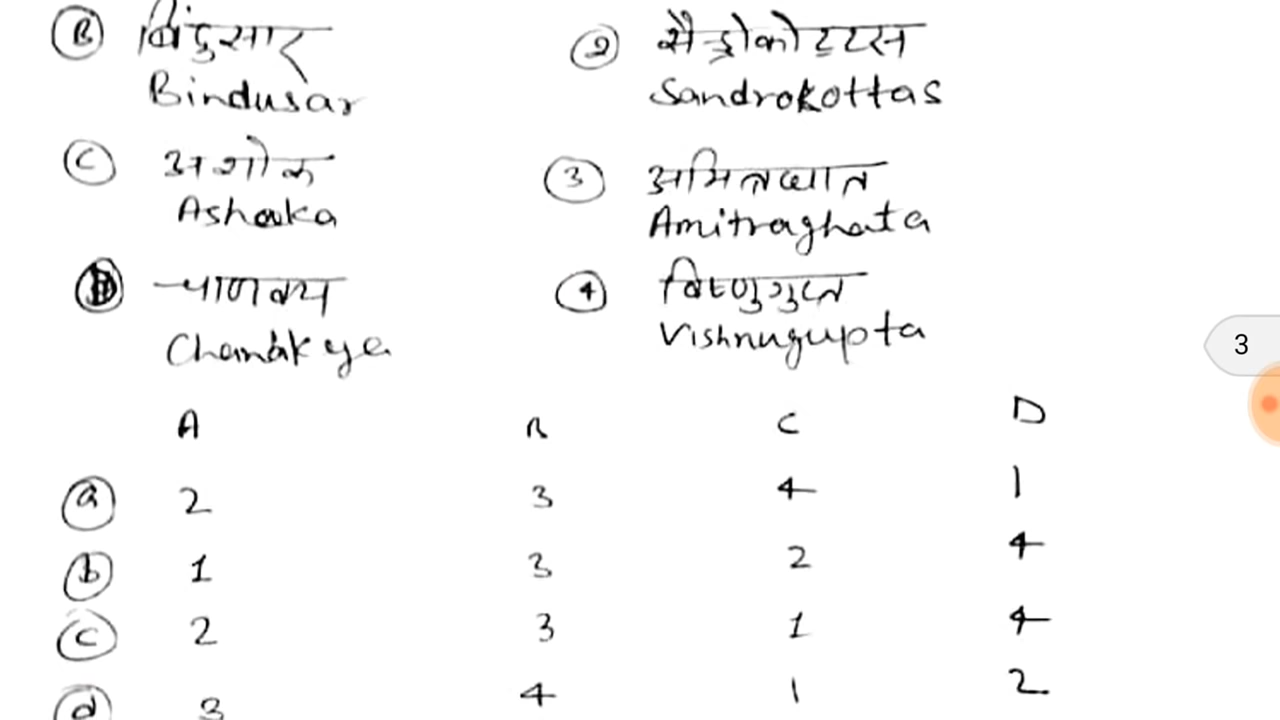 B बिंदुसार 2 सैड्रोकोट्टस
Bindusar Sandrokottas
C अशोक 3 अमित्रघात
Ashoka Amitraghata
D चाणक्य 4 विष्णुगुप्त
Chanakya Vishnugupta
A B C D
a 2 3 4 1
b 1 3 2 4
c 2 3 1 4
d 3 4 1 2
3